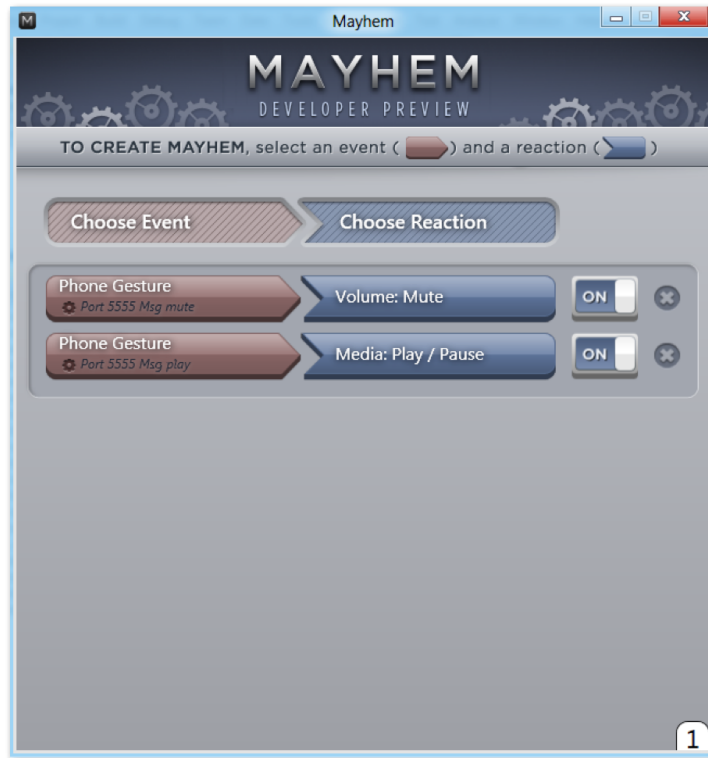 Mayhem
MAYHEM
DEVELOPER PREVIEW
TO CREATE MAYHEM, select an event ( ) and a reaction ( )
Choose Event Choose Reaction
Phone Gesture
Port 5555 Msg mute
Volume: Mute
ON
Phone Gesture
Port 5555 Msg play
Media: Play / Pause
ON
1